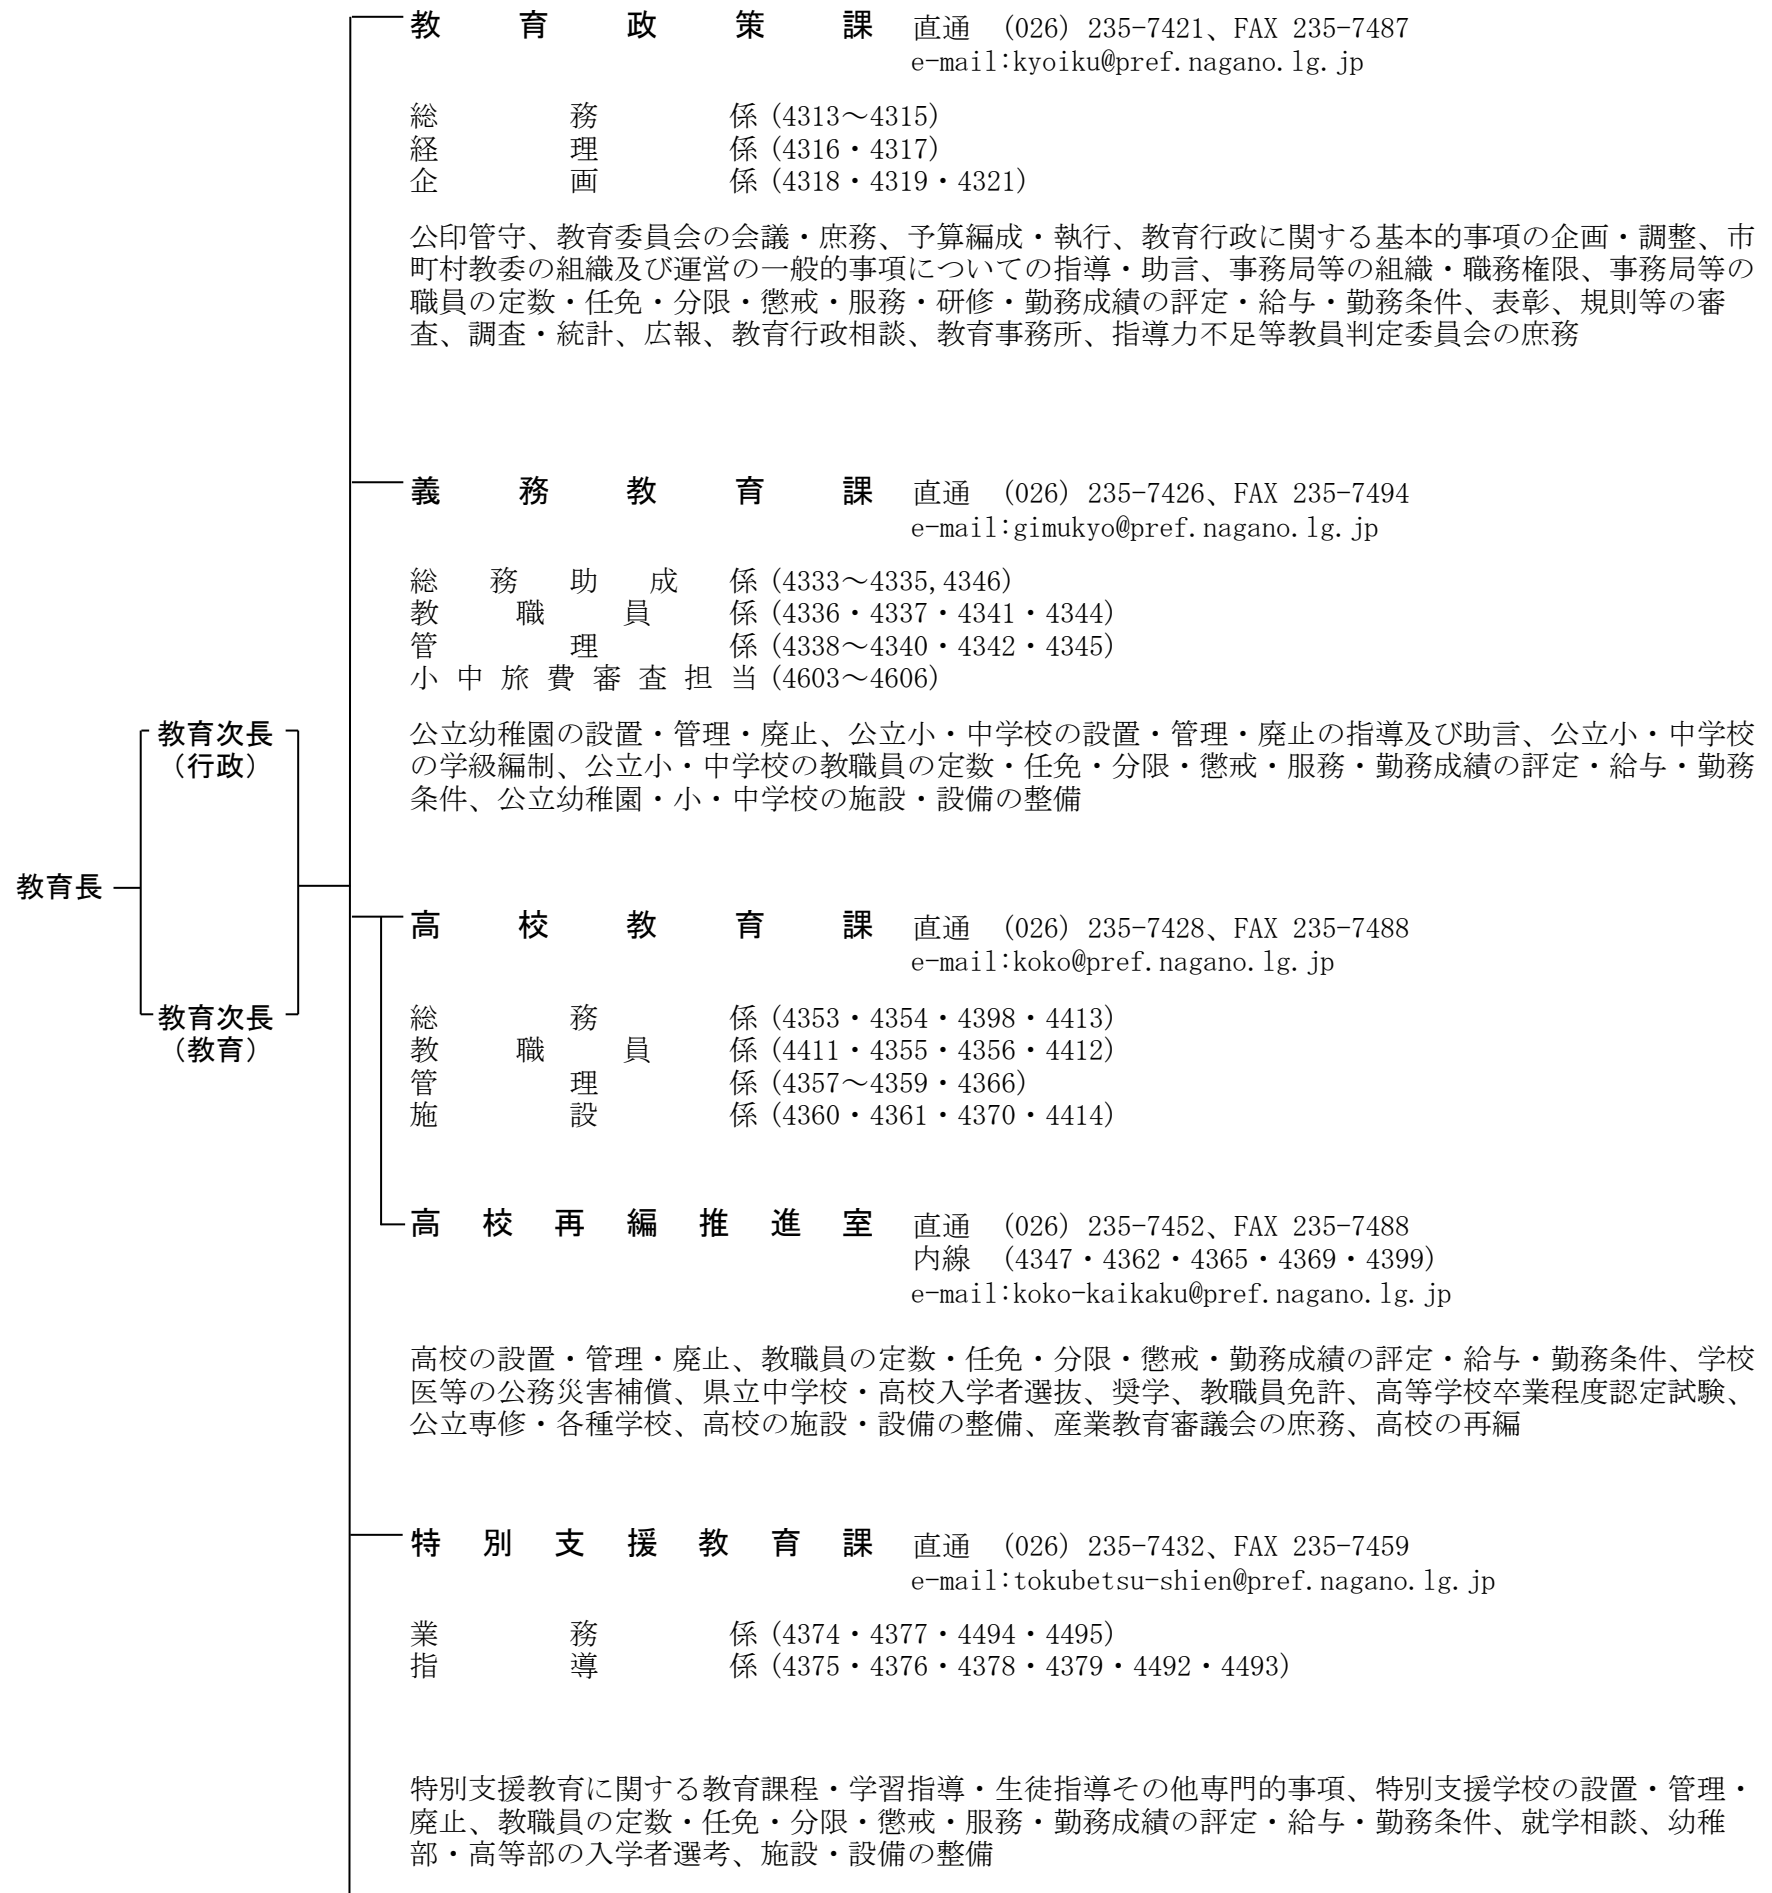 教育政策課 直通 (026) 235-7421、FAX 235-7487
e-mail:kyoiku@pref.nagano.lg.jp
総務係 (4313～4315)
経理係 (4316・4317)
企画係 (4318・4319・4321)
公印管守、教育委員会の会議・庶務、予算編成・執行、教育行政に関する基本的事項の企画・調整、市
町村教委の組織及び運営の一般的事項についての指導・助言、事務局等の組織・職務権限、事務局等の
職員の定数・任免・分限・懲戒・服務・研修・勤務成績の評定・給与・勤務条件、表彰、規則等の審
査、調査・統計、広報、教育行政相談、教育事務所、指導力不足等教員判定委員会の庶務
義務教育課 直通 (026) 235-7426、FAX 235-7494
e-mail:gimukyo@pref.nagano.lg.jp
総務助成係 (4333～4335,4346)
教職員係 (4336・4337・4341・4344)
管理係 (4338～4340・4342・4345)
小中旅費審査担当 (4603～4606)
公立幼稚園の設置・管理・廃止、公立小・中学校の設置・管理・廃止の指導及び助言、公立小・中学校
の学級編制、公立小・中学校の教職員の定数・任免・分限・懲戒・服務・勤務成績の評定・給与・勤務
条件、公立幼稚園・小・中学校の施設・設備の整備
教育次長
（行政）
教育長
教育次長
（教育）
高校教育課 直通 (026) 235-7428、FAX 235-7488
e-mail:koko@pref.nagano.lg.jp
総務係 (4353・4354・4398・4413)
教職員係 (4411・4355・4356・4412)
管理係 (4357～4359・4366)
施設係 (4360・4361・4370・4414)
高校再編推進室 直通 (026) 235-7452、FAX 235-7488
内線 (4347・4362・4365・4369・4399)
e-mail:koko-kaikaku@pref.nagano.lg.jp
高校の設置・管理・廃止、教職員の定数・任免・分限・懲戒・勤務成績の評定・給与・勤務条件、学校
医等の公務災害補償、県立中学校・高校入学者選抜、奨学、教職員免許、高等学校卒業程度認定試験、
公立専修・各種学校、高校の施設・設備の整備、産業教育審議会の庶務、高校の再編
特別支援教育課 直通 (026) 235-7432、FAX 235-7459
e-mail:tokubetsu-shien@pref.nagano.lg.jp
業務係 (4374・4377・4494・4495)
指導係 (4375・4376・4378・4379・4492・4493)
特別支援教育に関する教育課程・学習指導・生徒指導その他専門的事項、特別支援学校の設置・管理・
廃止、教職員の定数・任免・分限・懲戒・服務・勤務成績の評定・給与・勤務条件、就学相談、幼稚
部・高等部の入学者選考、施設・設備の整備